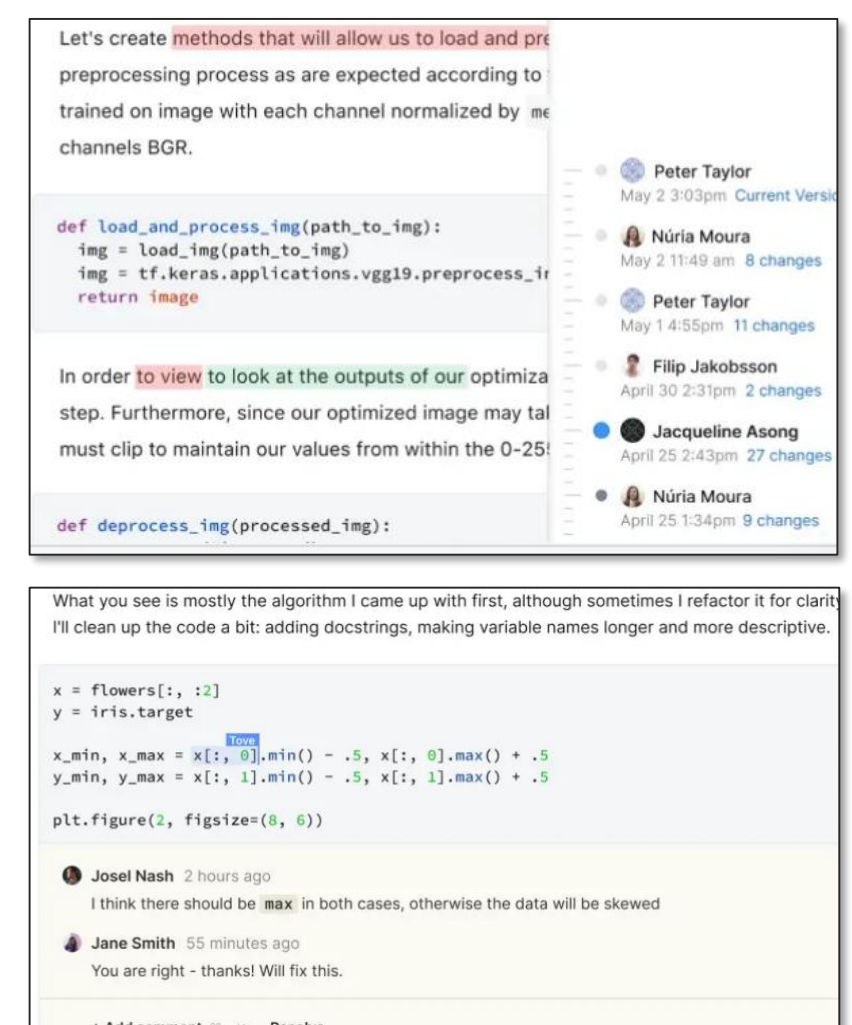 Let's create methods that will allow us to load and pre
preprocessing process as are expected according to
trained on image with each channel normalized by me
channels BGR.
def load_and_process_img(path_to_img):
img = load_img(path_to_img)
img = tf.keras.applications.vgg19.preprocess_i
return image
In order to view to look at the outputs of our optimiza
step. Furthermore, since our optimized image may ta
must clip to maintain our values from within the 0-25
def deprocess_img(processed_img):
Peter Taylor
May 2 3:03pm Current Versi
Núria Moura
May 2 11:49 am 8 changes
Peter Taylor
May 1 4:55pm 11 changes
Filip Jakobsson
April 30 2:31pm 2 changes
Jacqueline Asong
April 25 2:43pm 27 changes
Núria Moura
April 25 1:34pm 9 changes
What you see is mostly the algorithm I came up with first, although sometimes I refactor it for clarity
I'll clean up the code a bit: adding docstrings, making variable names longer and more descriptive.
x = flowers[:, :2]
y = iris.target
Tove
x_min, x_max = x[:, 0].min() - .5, x[:, 0].max() + .5
y_min, y_max = x[:, 1].min() - .5, x[:, 1].max() + .5
plt.figure(2, figsize=(8, 6))
Josel Nash 2 hours ago
I think there should be max in both cases, otherwise the data will be skewed
Jane Smith 55 minutes ago
You are right - thanks! Will fix this.
Add comment Resolve